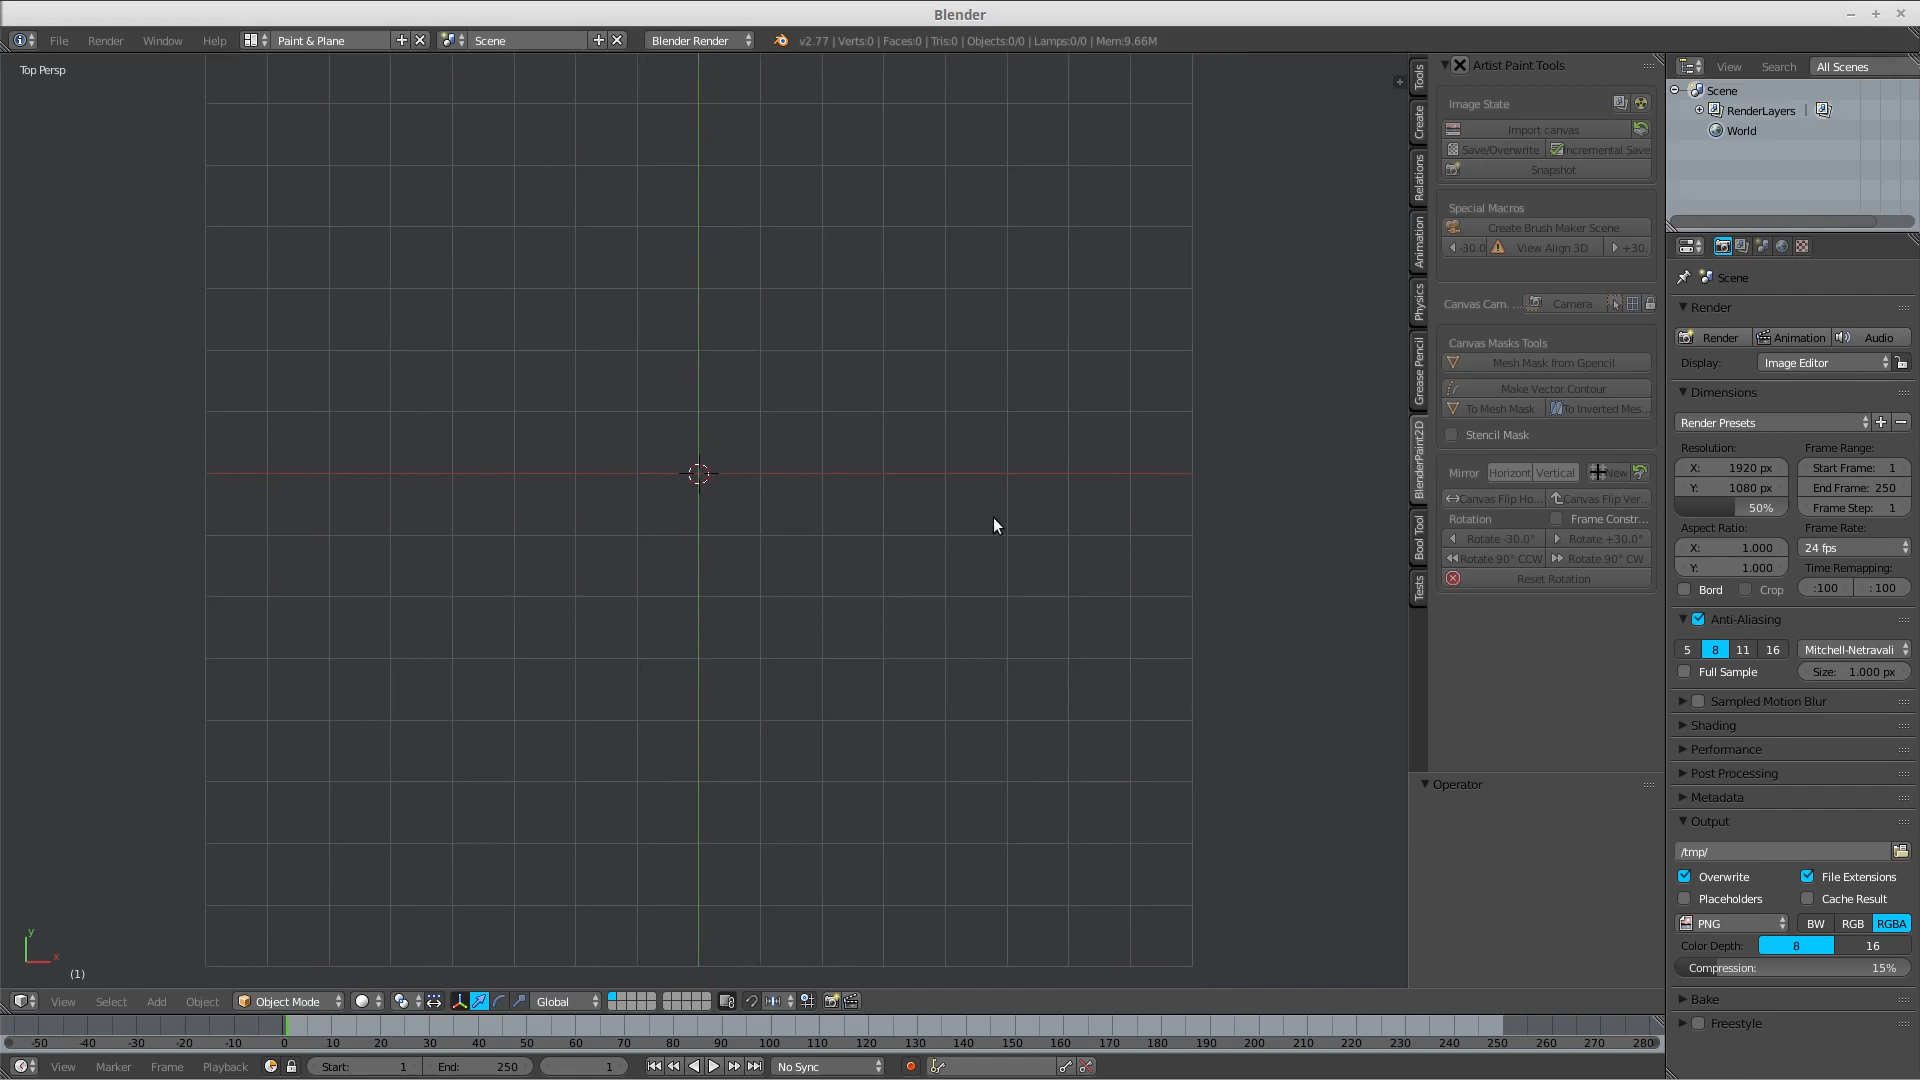 Blender
File Render Window Help Paint & Plane Scene Blender Render v2.77 | Verts:0 | Faces:0 | Tris:0 | Objects:0/0 | Lamps:0/0 | Mem:9.66M
Top Persp
(1)
y
x
Tools
Create
Relations
Animation
Physics
Grease Pencil
BlenderPaint2D
Bool Tool
Tests
Artist Paint Tools
Image State
Import canvas
Save/Overwrite Incremental Save
Snapshot
Special Macros
Create Brush Maker Scene
-30.0 View Align 3D +30.
Canvas Cam. ... Camera
Canvas Masks Tools
Mesh Mask from Gpencil
Make Vector Contour
To Mesh Mask To Inverted Mes...
Stencil Mask
Mirror Horizont Vertical New
Canvas Flip Ho... Canvas Flip Ver...
Rotation Frame Constr...
Rotate -30.0° Rotate +30.0°
Rotate 90° CCW Rotate 90° CW
Reset Rotation
Operator
View Search All Scenes
Scene
RenderLayers |
World
Scene
Render
Render Animation Audio
Display: Image Editor
Dimensions
Render Presets
Resolution: Frame Range:
X: 1920 px Start Frame: 1
Y: 1080 px End Frame: 250
50% Frame Step: 1
Aspect Ratio: Frame Rate:
X: 1.000 24 fps
Y: 1.000 Time Remapping:
Bord Crop :100 : 100
Anti-Aliasing
5 8 11 16 Mitchell-Netravali
Full Sample Size: 1.000 px
Sampled Motion Blur
Shading
Performance
Post Processing
Metadata
Output
/tmp/
Overwrite File Extensions
Placeholders Cache Result
PNG BW RGB RGBA
Color Depth: 8 16
Compression: 15%
Bake
Freestyle
View Select Add Object Object Mode Global
-50 -40 -30 -20 -10 0 10 20 30 40 50 60 70 80 90 100 110 120 130 140 150 160 170 180 190 200 210 220 230 240 250 260 270 280
View Marker Frame Playback Start: 1 End: 250 1 No Sync